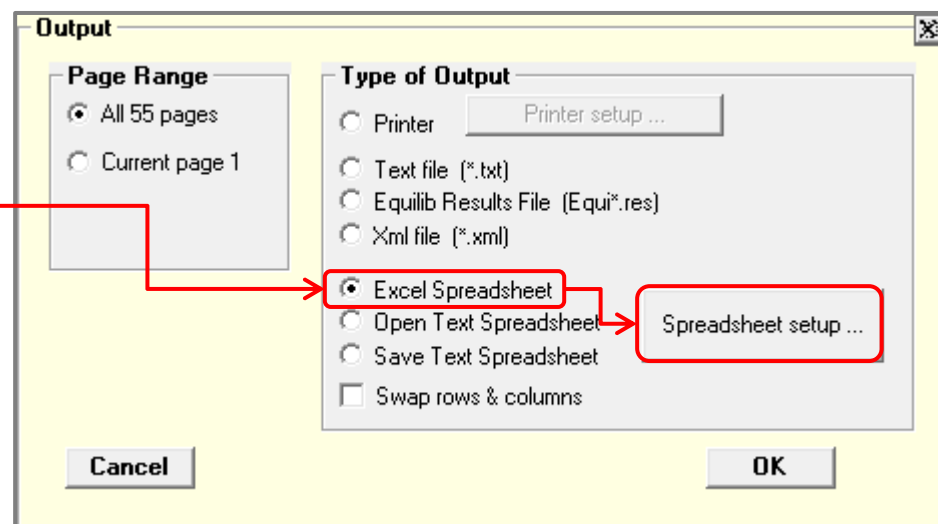 Output
Page Range
All 55 pages
Current page 1
Type of Output
Printer
Printer setup ...
Text file (*.txt)
Equilib Results File (Equi*.res)
Xml file (*.xml)
Excel Spreadsheet
Open Text Spreadsheet
Save Text Spreadsheet
Spreadsheet setup ...
Swap rows & columns
Cancel
OK